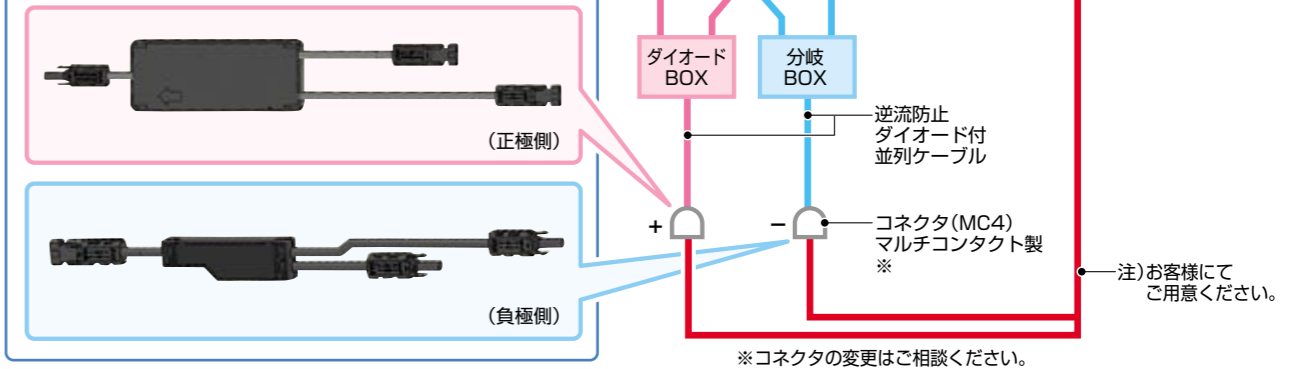 ダイオード
BOX
分岐
BOX
(正極側)
逆流防止
ダイオード付
並列ケーブル
+
−
コネクタ(MC4)
マルチコンタクト製
※
注)お客様にて
ご用意ください。
(負極側)
※コネクタの変更はご相談ください。